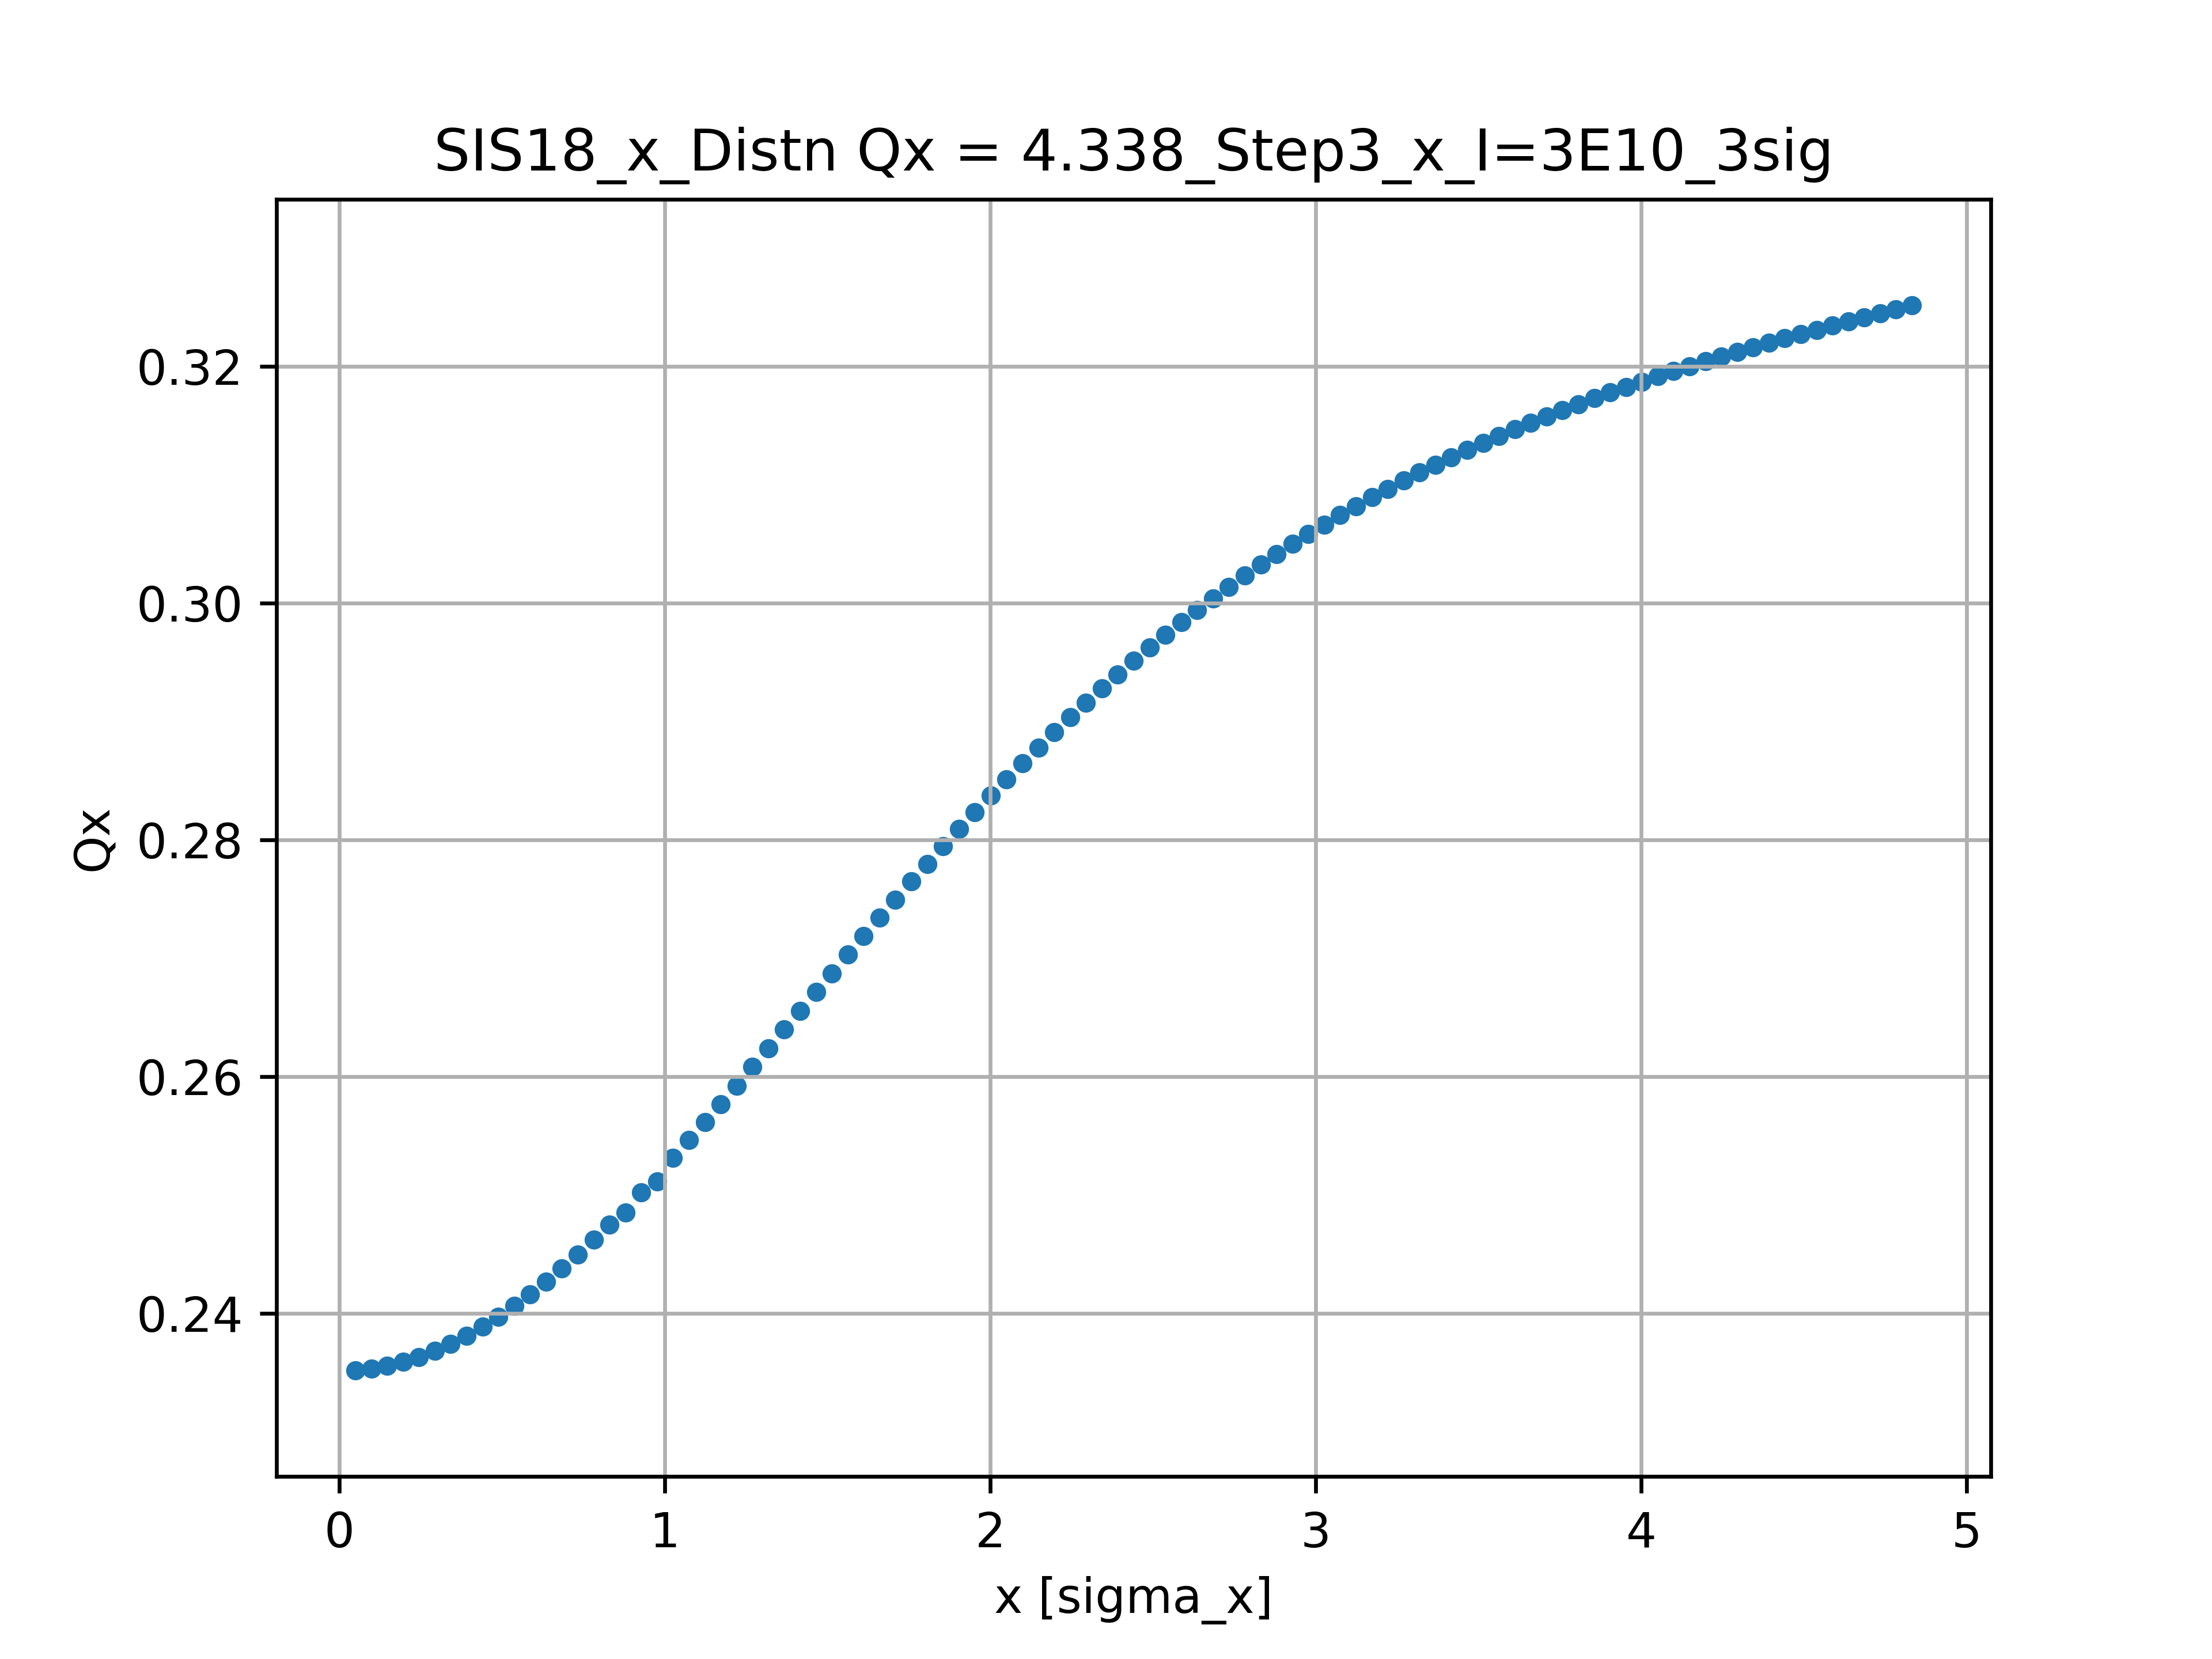 SIS18_x_Distn Qx = 4.338_Step3_x_I=3E10_3sig
Qx
0.32
0.30
0.28
0.26
0.24
0 1 2 3 4 5
x [sigma_x]